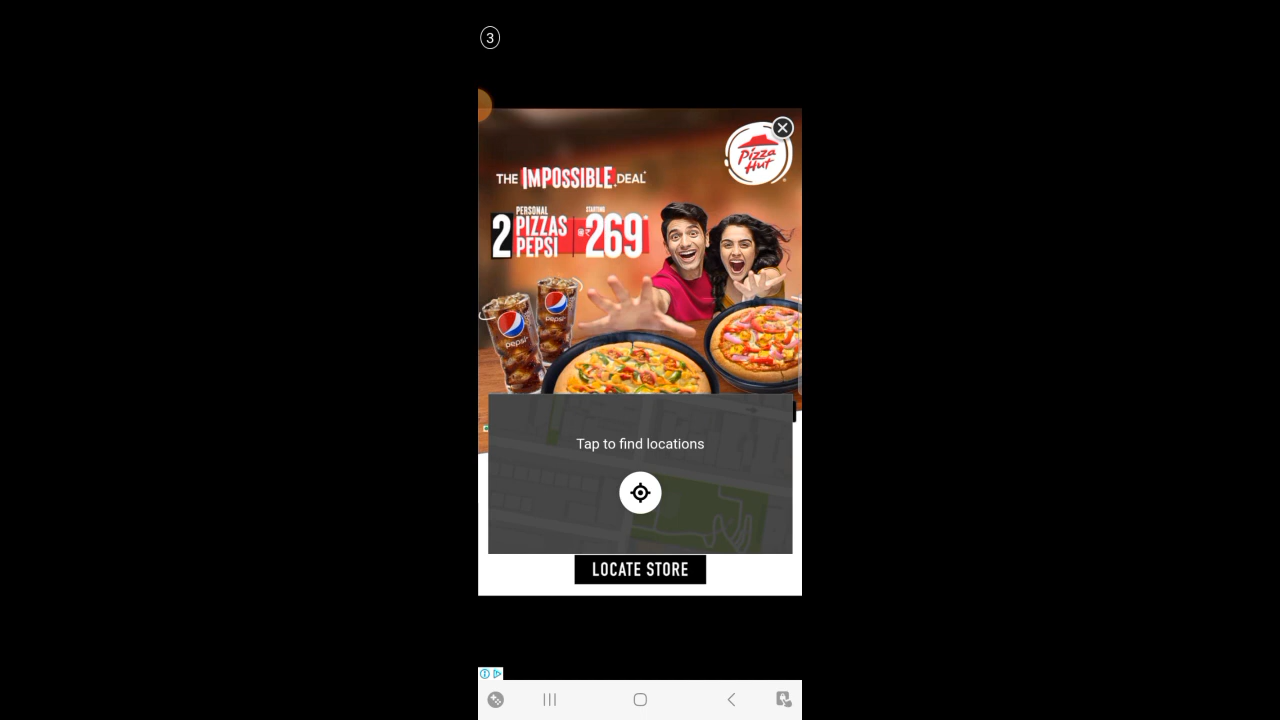 3
Pizza Hut
THE IMPOSSIBLE DEAL*
2 PERSONAL PIZZAS PEPSI STARTING @₹269*
pepsi
pepsi
Tap to find locations
LOCATE STORE